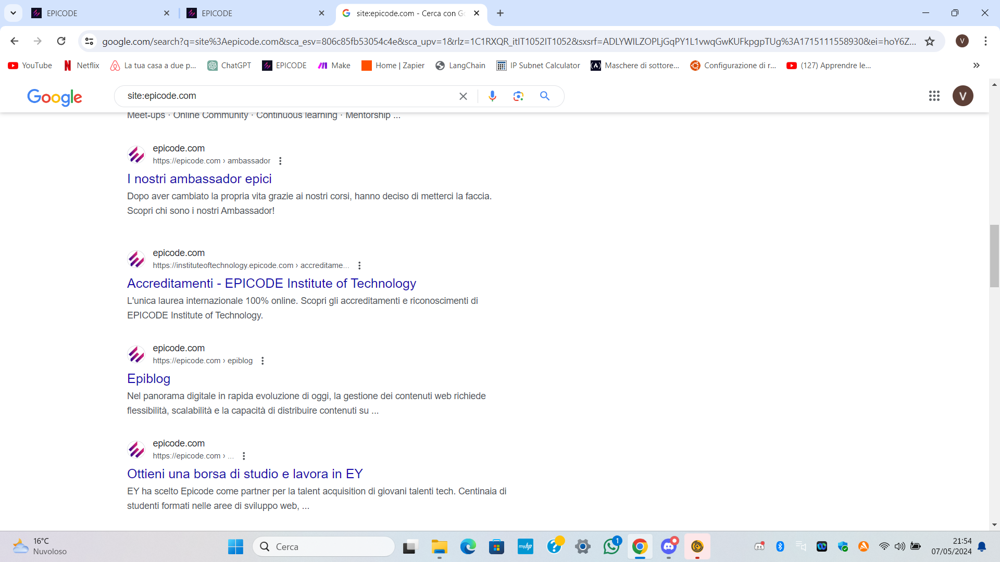 EPICODE
EPICODE
site:epicode.com - Cerca con Go
google.com/search?q=site%3Aepicode.com&sca_esv=806c85fb53054c4e&sca_upv=1&rlz=1C1RXQR_itIT1052IT1052&sxsrf=ADLYWILZOPLjGqPY1L1vwqGwKUFkpgpTUg%3A1715111558930&ei=hoY6Z...
V
YouTube
Netflix
La tua casa a due p...
ChatGPT
EPICODE
Make
Home | Zapier
LangChain
IP Subnet Calculator
Maschere di sottore...
Configurazione di r...
(127) Apprendre le...
Google
site:epicode.com
V
Meet-ups · Online Community · Continuous learning · Mentorship ...
epicode.com
https://epicode.com › ambassador
I nostri ambassador epici
Dopo aver cambiato la propria vita grazie ai nostri corsi, hanno deciso di metterci la faccia.
Scopri chi sono i nostri Ambassador!
epicode.com
https://instituteoftechnology.epicode.com › accreditame...
Accreditamenti - EPICODE Institute of Technology
L'unica laurea internazionale 100% online. Scopri gli accreditamenti e riconoscimenti di
EPICODE Institute of Technology.
epicode.com
https://epicode.com › epiblog
Epiblog
Nel panorama digitale in rapida evoluzione di oggi, la gestione dei contenuti web richiede
flessibilità, scalabilità e la capacità di distribuire contenuti su ...
epicode.com
https://epicode.com › ...
Ottieni una borsa di studio e lavora in EY
EY ha scelto Epicode come partner per la talent acquisition di giovani talenti tech. Centinaia di
studenti formati nelle aree di sviluppo web, ...
16°C
Nuvoloso
Cerca
myhp
1
21:54
07/05/2024